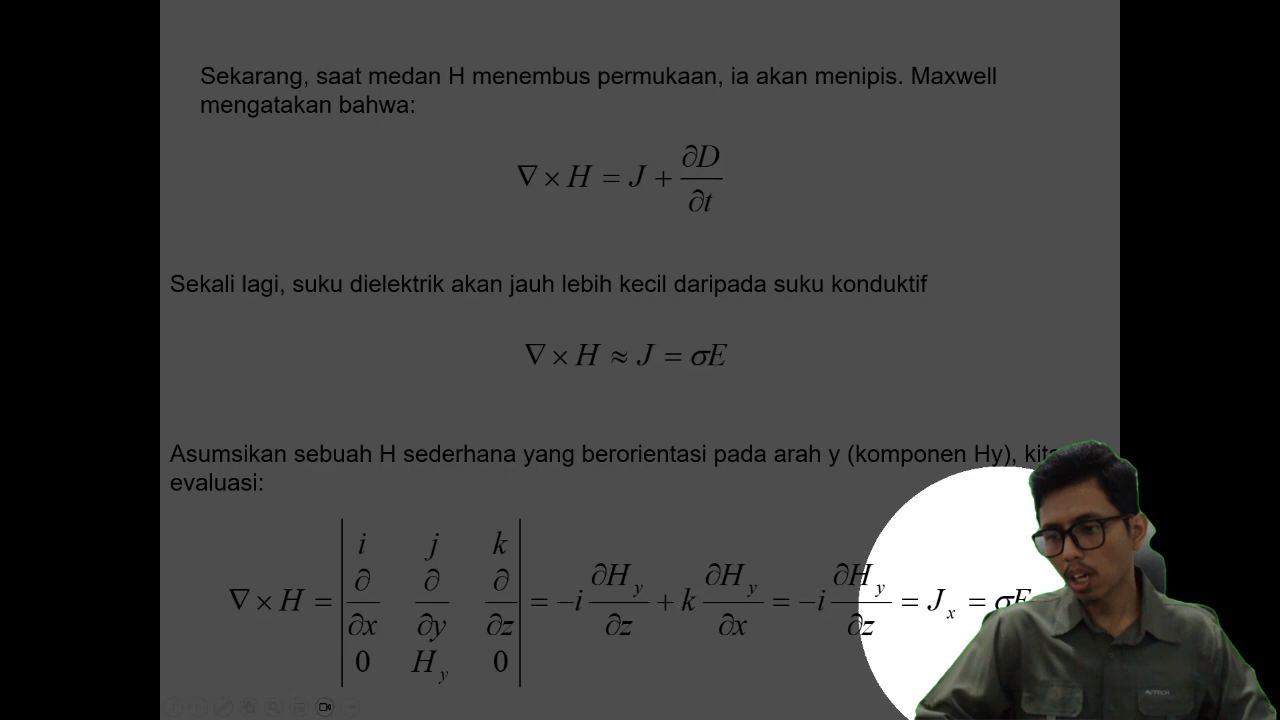 Sekarang, saat medan H menembus permukaan, ia akan menipis. Maxwell
mengatakan bahwa:
∇ × H = J + ∂D/∂t
Sekali lagi, suku dielektrik akan jauh lebih kecil daripada suku konduktif
∇ × H ≈ J = σE
Asumsikan sebuah H sederhana yang berorientasi pada arah y (komponen Hy),
evaluasi:
∇ × H = | i j k ; ∂/∂x ∂/∂y ∂/∂z ; 0 H_y 0 | = −i ∂H_y/∂z + k ∂H_y/∂x = −i ∂H_y/∂z = J_x = σE